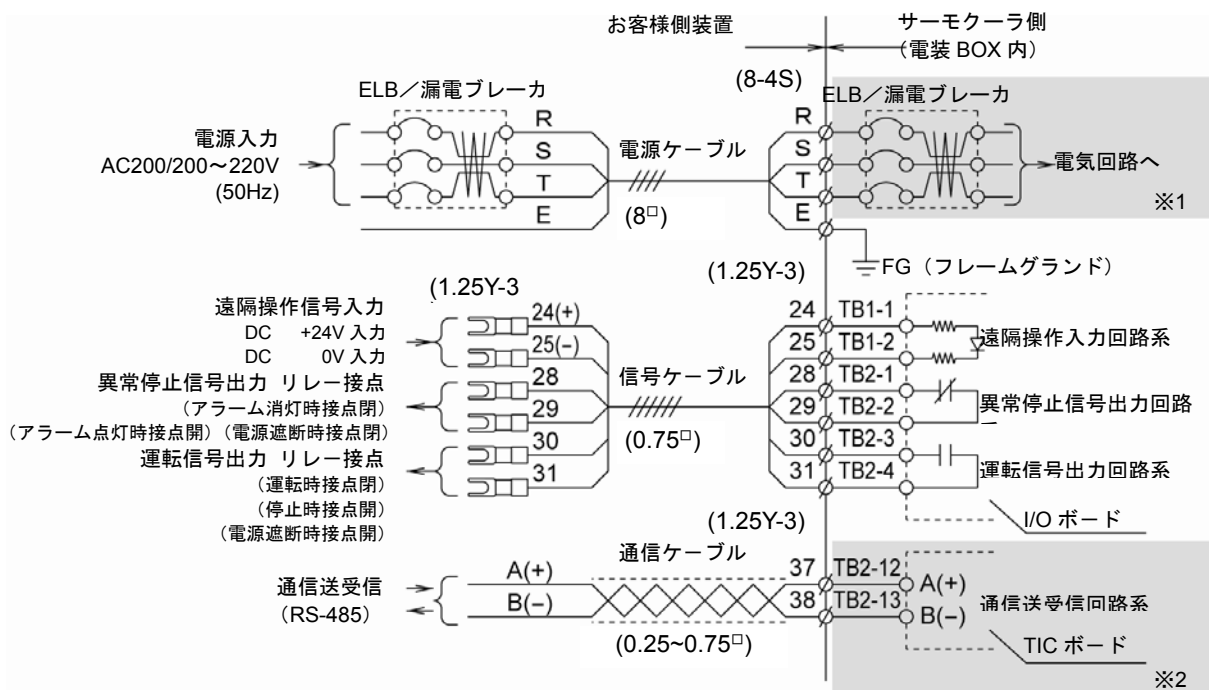 お客様側装置
サーモクーラ側
(電装 BOX 内)
(8-4S)
ELB／漏電ブレーカ
ELB／漏電ブレーカ
電源入力
AC200/200～220V
(50Hz)
R
S
T
E
電源ケーブル
(8□)
R
S
T
E
電気回路へ
※1
FG（フレームグランド）
(1.25Y-3
(1.25Y-3)
遠隔操作信号入力
DC +24V 入力
DC 0V 入力
異常停止信号出力 リレー接点
(アラーム消灯時接点閉)
(アラーム点灯時接点開) (電源遮断時接点閉)
運転信号出力 リレー接点
(運転時接点閉)
(停止時接点開)
(電源遮断時接点開)
24(+)
25(−)
28
29
30
31
信号ケーブル
(0.75□)
24 TB1-1
25 TB1-2
28 TB2-1
29 TB2-2
30 TB2-3
31 TB2-4
遠隔操作入力回路系
異常停止信号出力回路
運転信号出力回路系
I/O ボード
(1.25Y-3)
通信ケーブル
通信送受信
(RS-485)
A(+)
B(−)
(0.25~0.75□)
37 TB2-12
38 TB2-13
A(+)
B(−)
通信送受信回路系
TIC ボード
※2